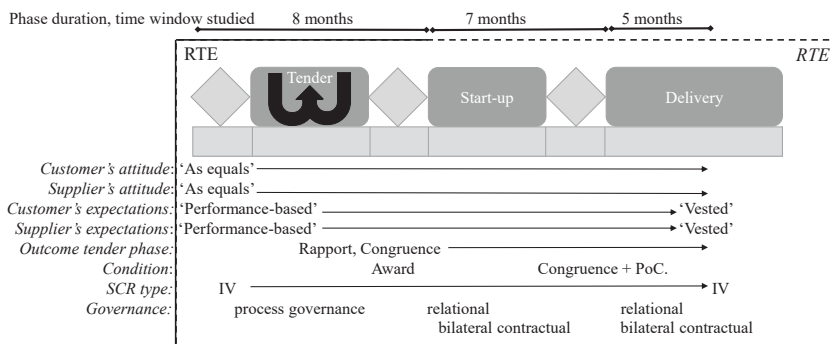 Phase duration, time window studied 8 months 7 months 5 months
RTE RTE
Tender
Start-up Delivery
Customer's attitude: 'As equals'
Supplier's attitude: 'As equals'
Customer's expectations: 'Performance-based' 'Vested'
Supplier's expectations: 'Performance-based' 'Vested'
Outcome tender phase: Rapport, Congruence
Condition: Award Congruence + PoC.
SCR type: IV IV
Governance: process governance relational relational
bilateral contractual bilateral contractual